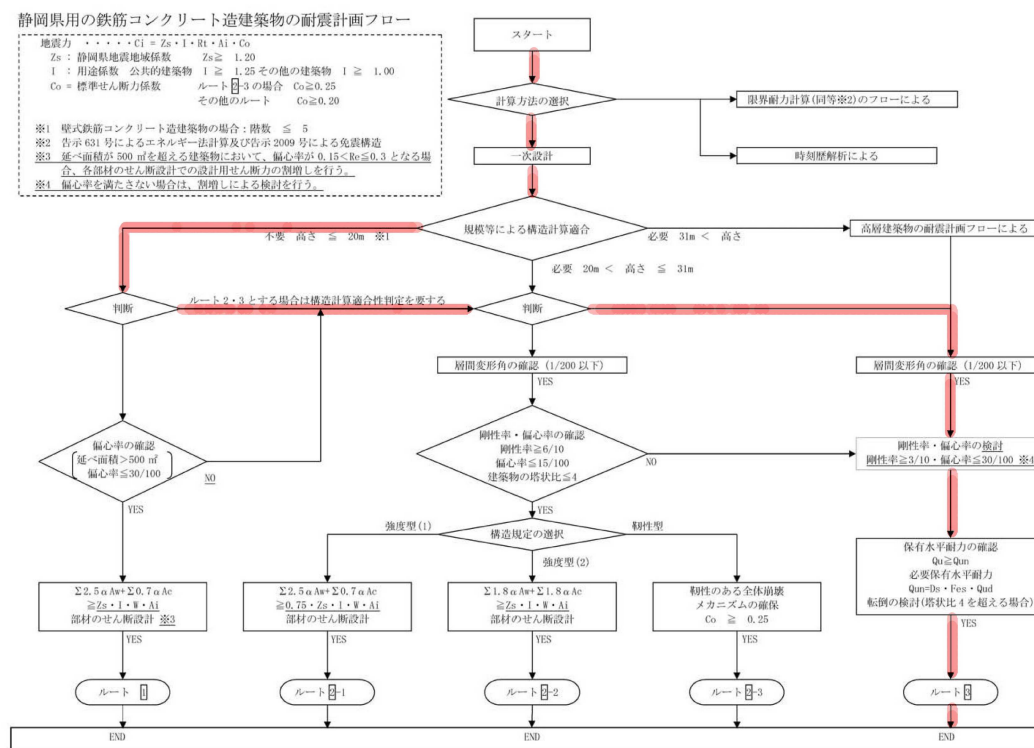 静岡県用の鉄筋コンクリート造建築物の耐震計画フロー
地震力 ・・・・・Ci = Zs・I・Rt・Ai・Co
Zs : 静岡県地震地域係数 Zs≧ 1.20
I : 用途係数 公共的建築物 I ≧ 1.25 その他の建築物 I ≧ 1.00
Co = 標準せん断力係数 ルート2-3の場合 Co≧0.25
その他のルート Co≧0.20
※1 壁式鉄筋コンクリート造建築物の場合:階数 ≦ 5
※2 告示631号によるエネルギー法計算及び告示2009号による免震構造
※3 延べ面積が500㎡を超える建築物において、偏心率が0.15<Re≦0.3となる場
合、各部材のせん断設計での設計用せん断力の割増しを行う。
※4 偏心率を満たさない場合は、割増しによる検討を行う。
スタート
計算方法の選択
限界耐力計算(同等※2)のフローによる
時刻歴解析による
一次設計
規模等による構造計算適合
不要 高さ ≦ 20m ※1
必要 31m < 高さ
高層建築物の耐震計画フローによる
必要 20m < 高さ ≦ 31m
判断
ルート2・3とする場合は構造計算適合性判定を要する
判断
層間変形角の確認(1/200以下)
YES
層間変形角の確認(1/200以下)
YES
偏心率の確認
延べ面積>500㎡
偏心率≦30/100
NO
YES
剛性率・偏心率の確認
剛性率≧6/10
偏心率≦15/100
建築物の塔状比≦4
NO
YES
剛性率・偏心率の検討
剛性率≧3/10・偏心率≦30/100 ※4
強度型(1)
構造規定の選択
靭性型
強度型(2)
Σ2.5αAw+Σ0.7αAc
≧Zs・I・W・Ai
部材のせん断設計 ※3
YES
Σ2.5αAw+Σ0.7αAc
≧0.75・Zs・I・W・Ai
部材のせん断設計
YES
Σ1.8αAw+Σ1.8αAc
≧Zs・I・W・Ai
部材のせん断設計
YES
靭性のある全体崩壊
メカニズムの確保
Co ≧ 0.25
YES
保有水平耐力の確認
Qu≧Qun
必要保有水平耐力
Qun=Ds・Fes・Qud
転倒の検討(塔状比4を超える場合)
YES
ルート 1
ルート2-1
ルート2-2
ルート2-3
ルート 3
END
END
END